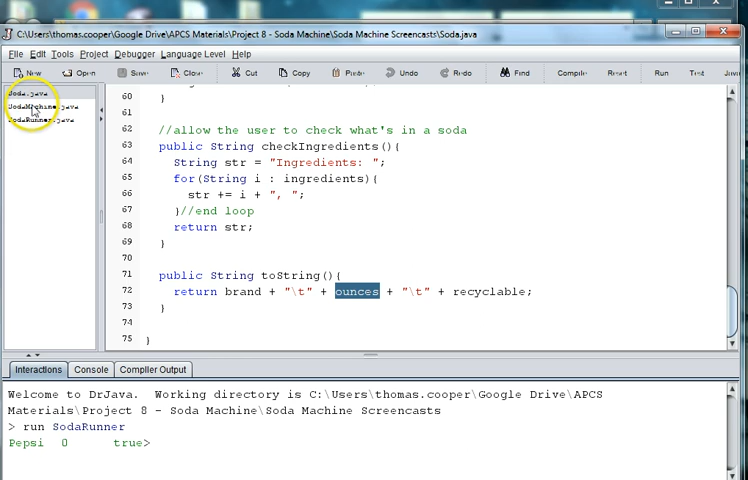 C:\Users\thomas.cooper\Google Drive\APCS Materials\Project 8 - Soda Machine\Soda Machine Screencasts\Soda.java
File Edit Tools Project Debugger Language Level Help
New Open Save Close Cut Copy Paste Undo Redo Find Compile Reset Run Test
Soda.java
SodaMachine.java
SodaRunner.java
60 }
61
62 //allow the user to check what's in a soda
63 public String checkIngredients(){
64 String str = "Ingredients: ";
65 for(String i : ingredients){
66 str += i + ", ";
67 }//end loop
68 return str;
69 }
70
71 public String toString(){
72 return brand + "\t" + ounces + "\t" + recyclable;
73 }
74
75 }
Interactions Console Compiler Output
Welcome to DrJava. Working directory is C:\Users\thomas.cooper\Google Drive\APCS
Materials\Project 8 - Soda Machine\Soda Machine Screencasts
> run SodaRunner
Pepsi 0 true>